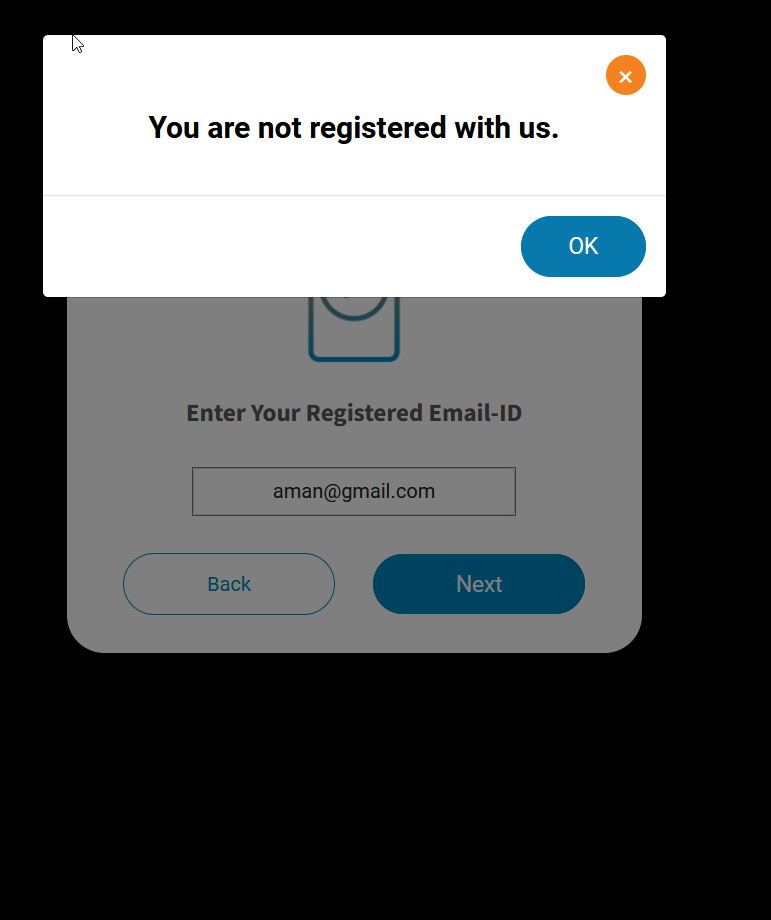 You are not registered with us.
OK
Enter Your Registered Email-ID
aman@gmail.com
Back
Next